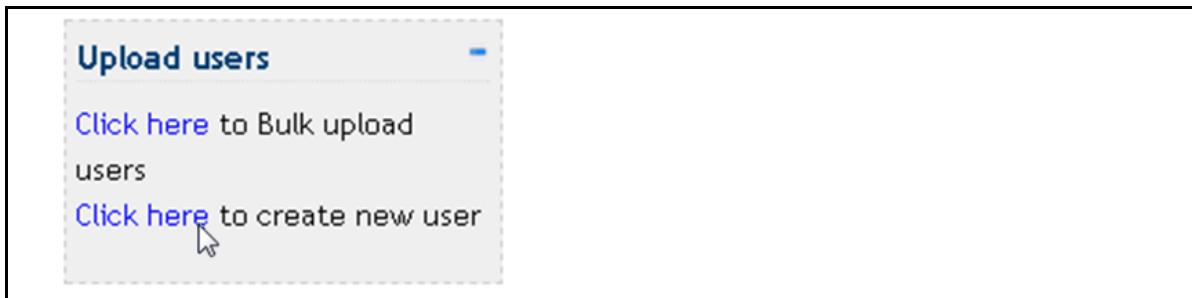 Upload users
Click here to Bulk upload
users
Click here to create new user